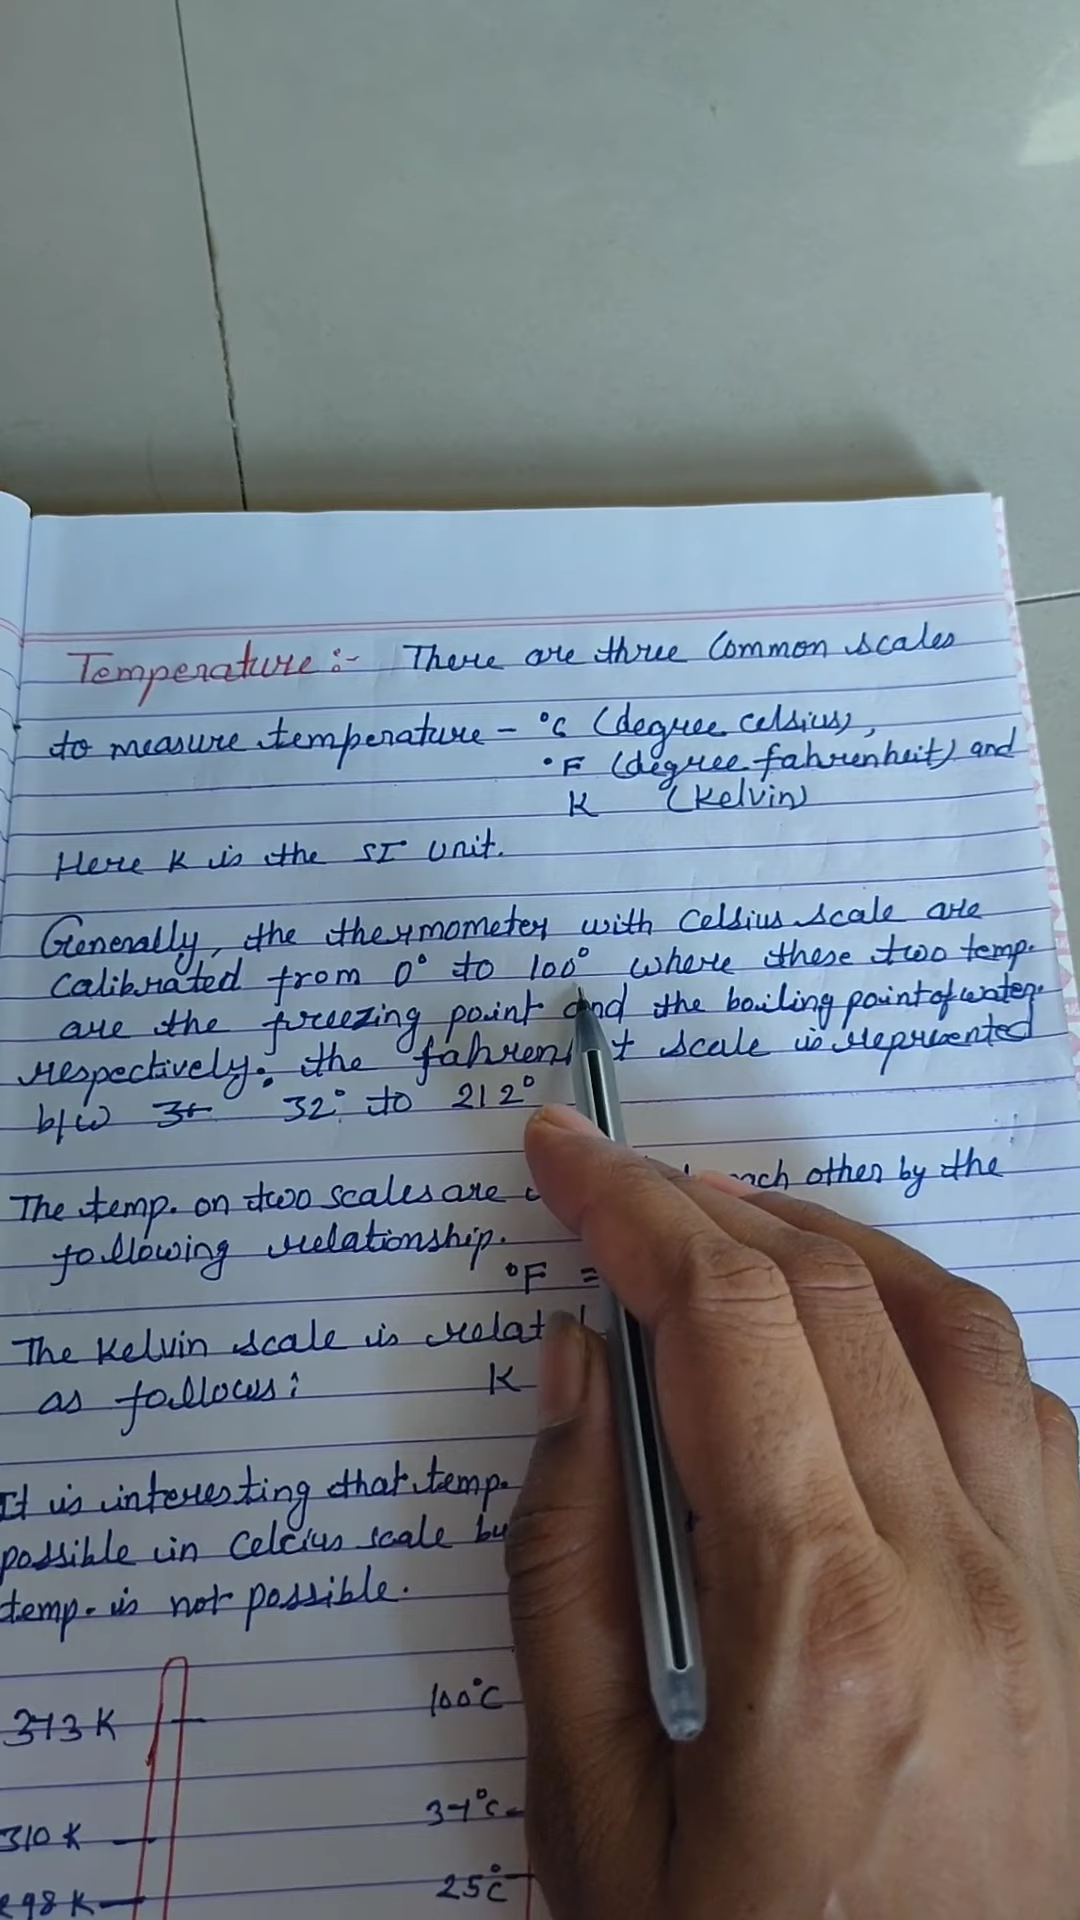 Temperature :- There are three Common scales
to measure temperature - °C (degree celsius),
°F (degree fahrenheit) and
K (Kelvin)
Here K is the SI Unit.
Generally, the thermometer with Celsius scale are
Calibrated from 0° to 100° where these two temp.
are the freezing point and the boiling point of water
respectively. the fahren t scale is represented
b/w 3 32° to 212°
The temp. on two scales are each other by the
following relationship.
°F =
The Kelvin scale is relat
as follows:
K
It is interesting that temp.
possible in Celcius scale bu
temp. is not possible.
373 K 100°C
310 K 37°C
298 K 25°C